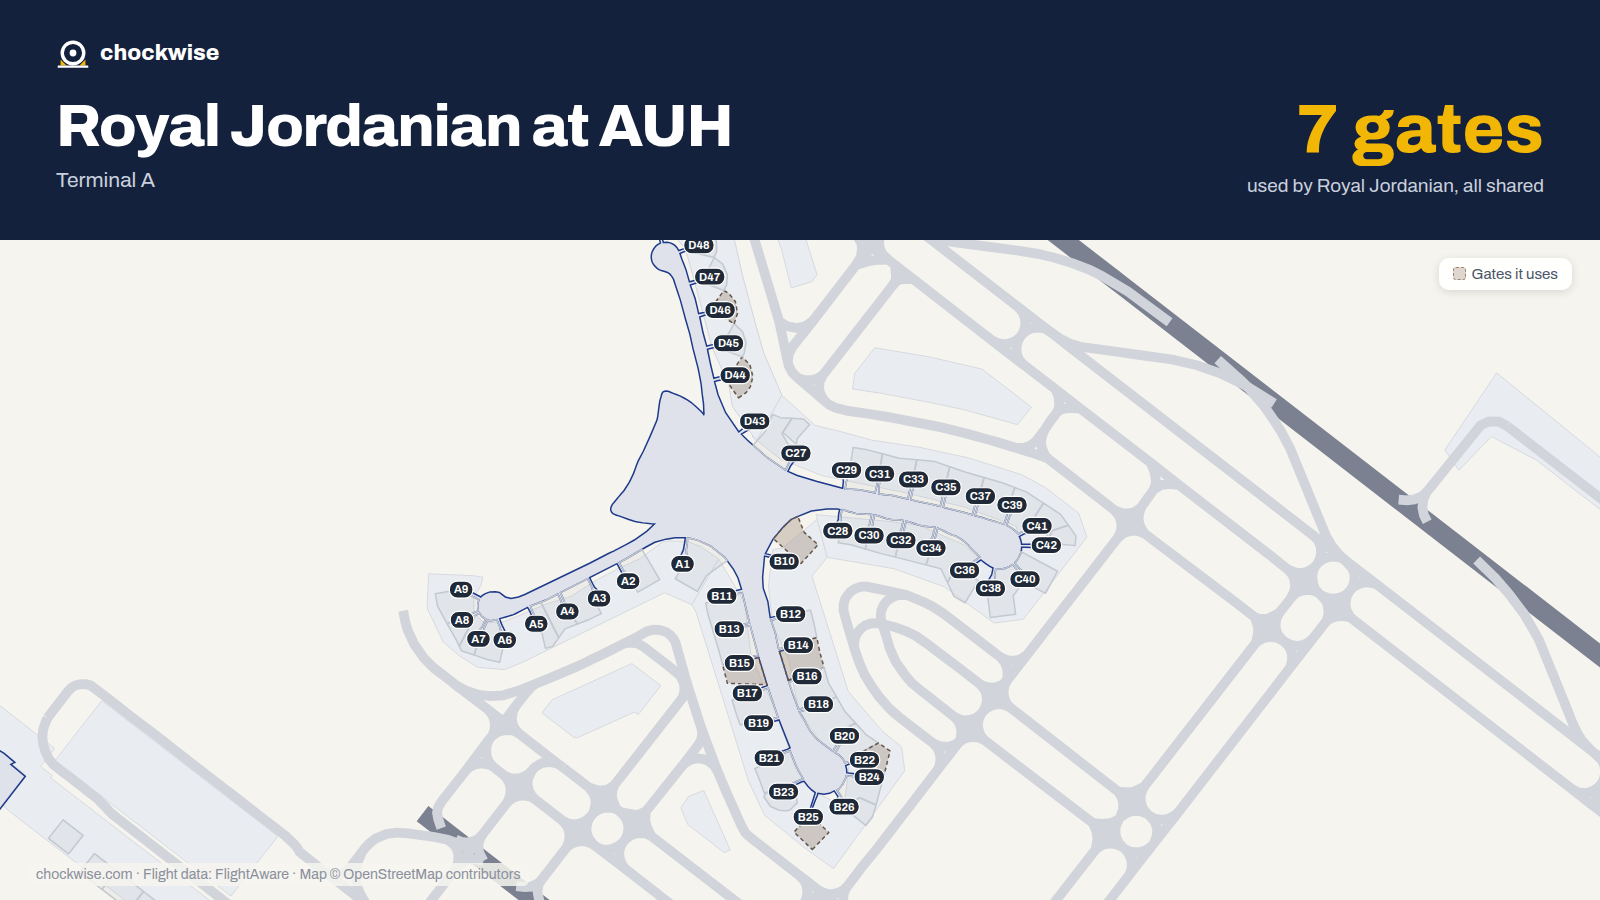 chockwise
Royal Jordanian at AUH
Terminal A
7 gates
used by Royal Jordanian, all shared
Gates it uses
D48
D47
D46
D45
D44
D43
C27
C29
C31
C33
C35
C37
C39
C41
C42
C28
C30
C32
C34
C36
C38
C40
B10
A1
A2
A3
A4
A5
A6
A7
A8
A9
B11
B12
B13
B14
B15
B16
B17
B18
B19
B20
B21
B22
B24
B23
B26
B25
chockwise.com · Flight data: FlightAware · Map © OpenStreetMap contributors